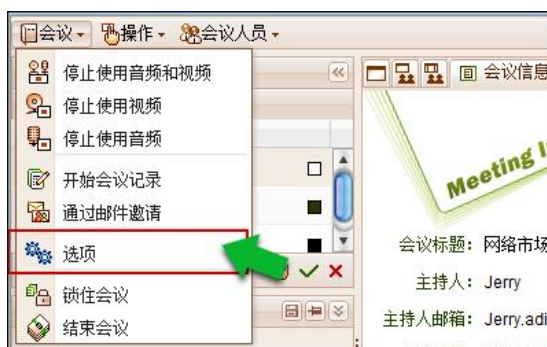 会议 操作 会议人员
停止使用音频和视频
停止使用视频
停止使用音频
开始会议记录
通过邮件邀请
选项
锁住会议
结束会议
会议信息
Meeting
会议标题: 网络市场
主持人: Jerry
主持人邮箱: Jerry.adi